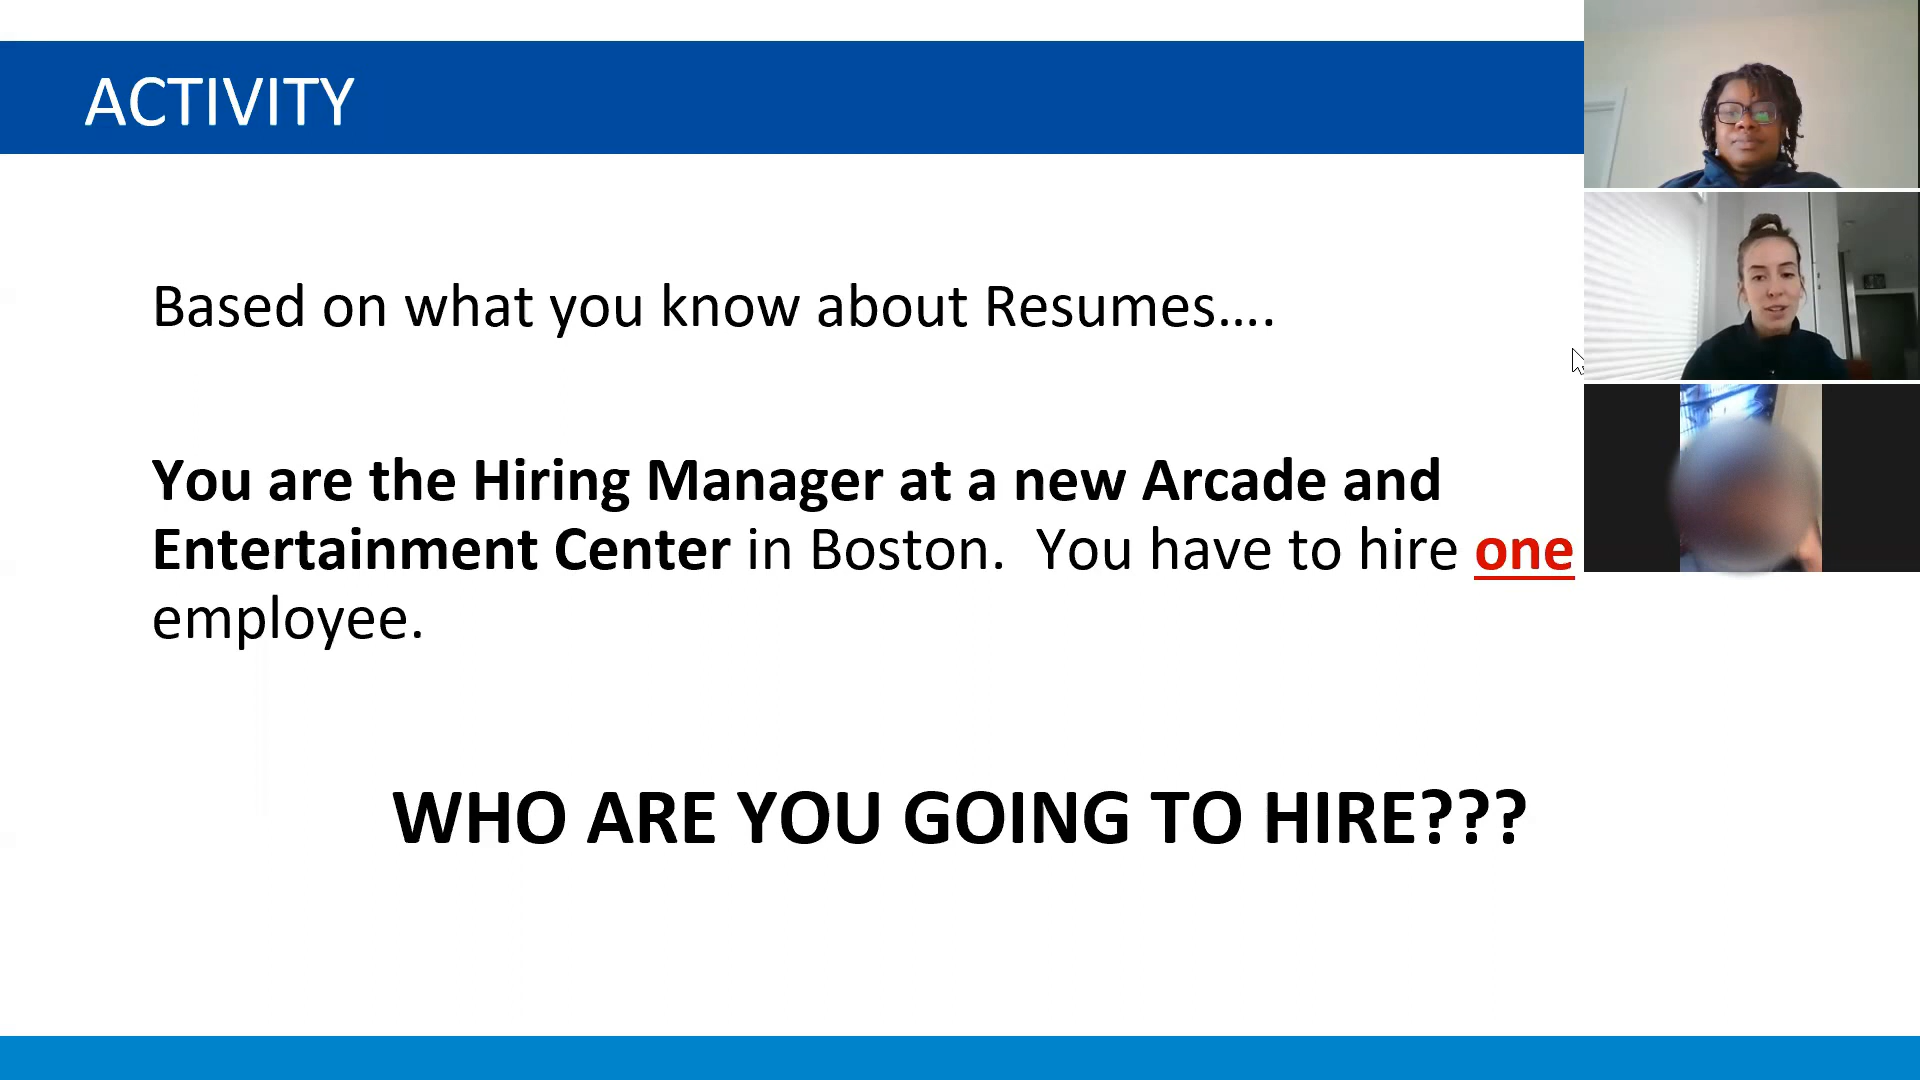 ACTIVITY
Based on what you know about Resumes....
You are the Hiring Manager at a new Arcade and
Entertainment Center in Boston.  You have to hire one
employee.
WHO ARE YOU GOING TO HIRE???